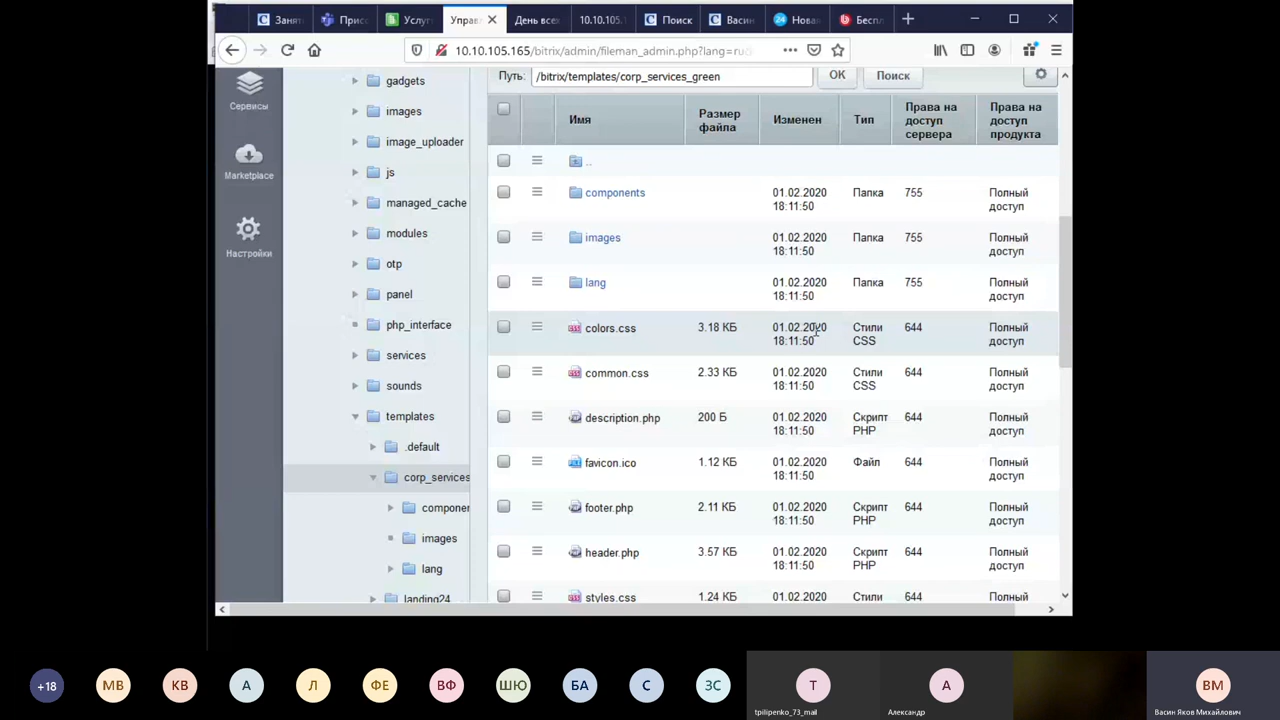 Заня
Присс
Услуг
Управ
День всех
10.10.105.
Поиск
Васин
Нова
Беспл
10.10.105.165/bitrix/admin/fileman_admin.php?lang=ru
Сервисы
Marketplace
Настройки
gadgets
images
image_uploader
js
managed_cache
modules
otp
panel
php_interface
services
sounds
templates
.default
corp_services
componen
images
lang
landing24
Путь: /bitrix/templates/corp_services_green OK Поиск
Имя Размер файла Изменен Тип Права на доступ сервера Права на доступ продукта
..
components 01.02.2020 18:11:50 Папка 755 Полный доступ
images 01.02.2020 18:11:50 Папка 755 Полный доступ
lang 01.02.2020 18:11:50 Папка 755 Полный доступ
colors.css 3.18 КБ 01.02.2020 18:11:50 Стили CSS 644 Полный доступ
common.css 2.33 КБ 01.02.2020 18:11:50 Стили CSS 644 Полный доступ
description.php 200 Б 01.02.2020 18:11:50 Скрипт PHP 644 Полный доступ
favicon.ico 1.12 КБ 01.02.2020 18:11:50 Файл 644 Полный доступ
footer.php 2.11 КБ 01.02.2020 18:11:50 Скрипт PHP 644 Полный доступ
header.php 3.57 КБ 01.02.2020 18:11:50 Скрипт PHP 644 Полный доступ
styles.css 1.24 КБ 01.02.2020 Стили 644 Полный
+18
МВ
КВ
А
Л
ФЕ
ВФ
ШЮ
БА
С
ЗС
Т
tpilipenko_73_mail
А
Александр
ВМ
Васин Яков Михайлович